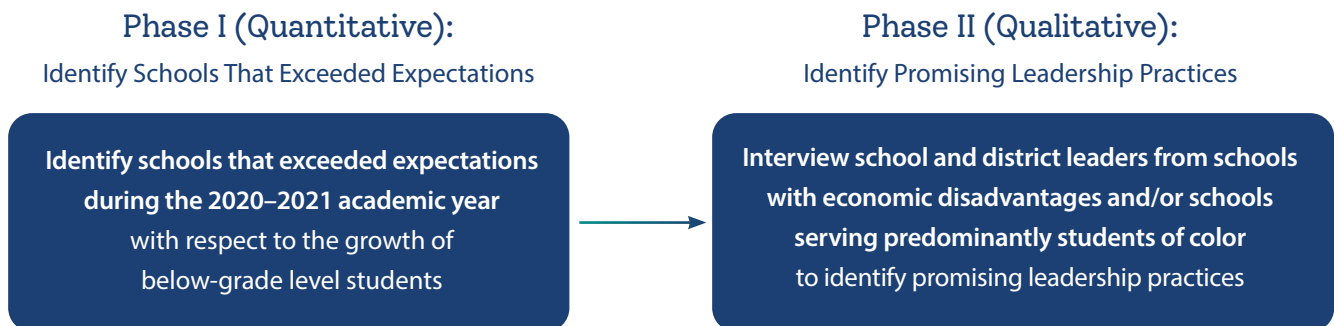 Phase I (Quantitative):
Identify Schools That Exceeded Expectations
Identify schools that exceeded expectations
during the 2020–2021 academic year
with respect to the growth of
below-grade level students
Phase II (Qualitative):
Identify Promising Leadership Practices
Interview school and district leaders from schools
with economic disadvantages and/or schools
serving predominantly students of color
to identify promising leadership practices